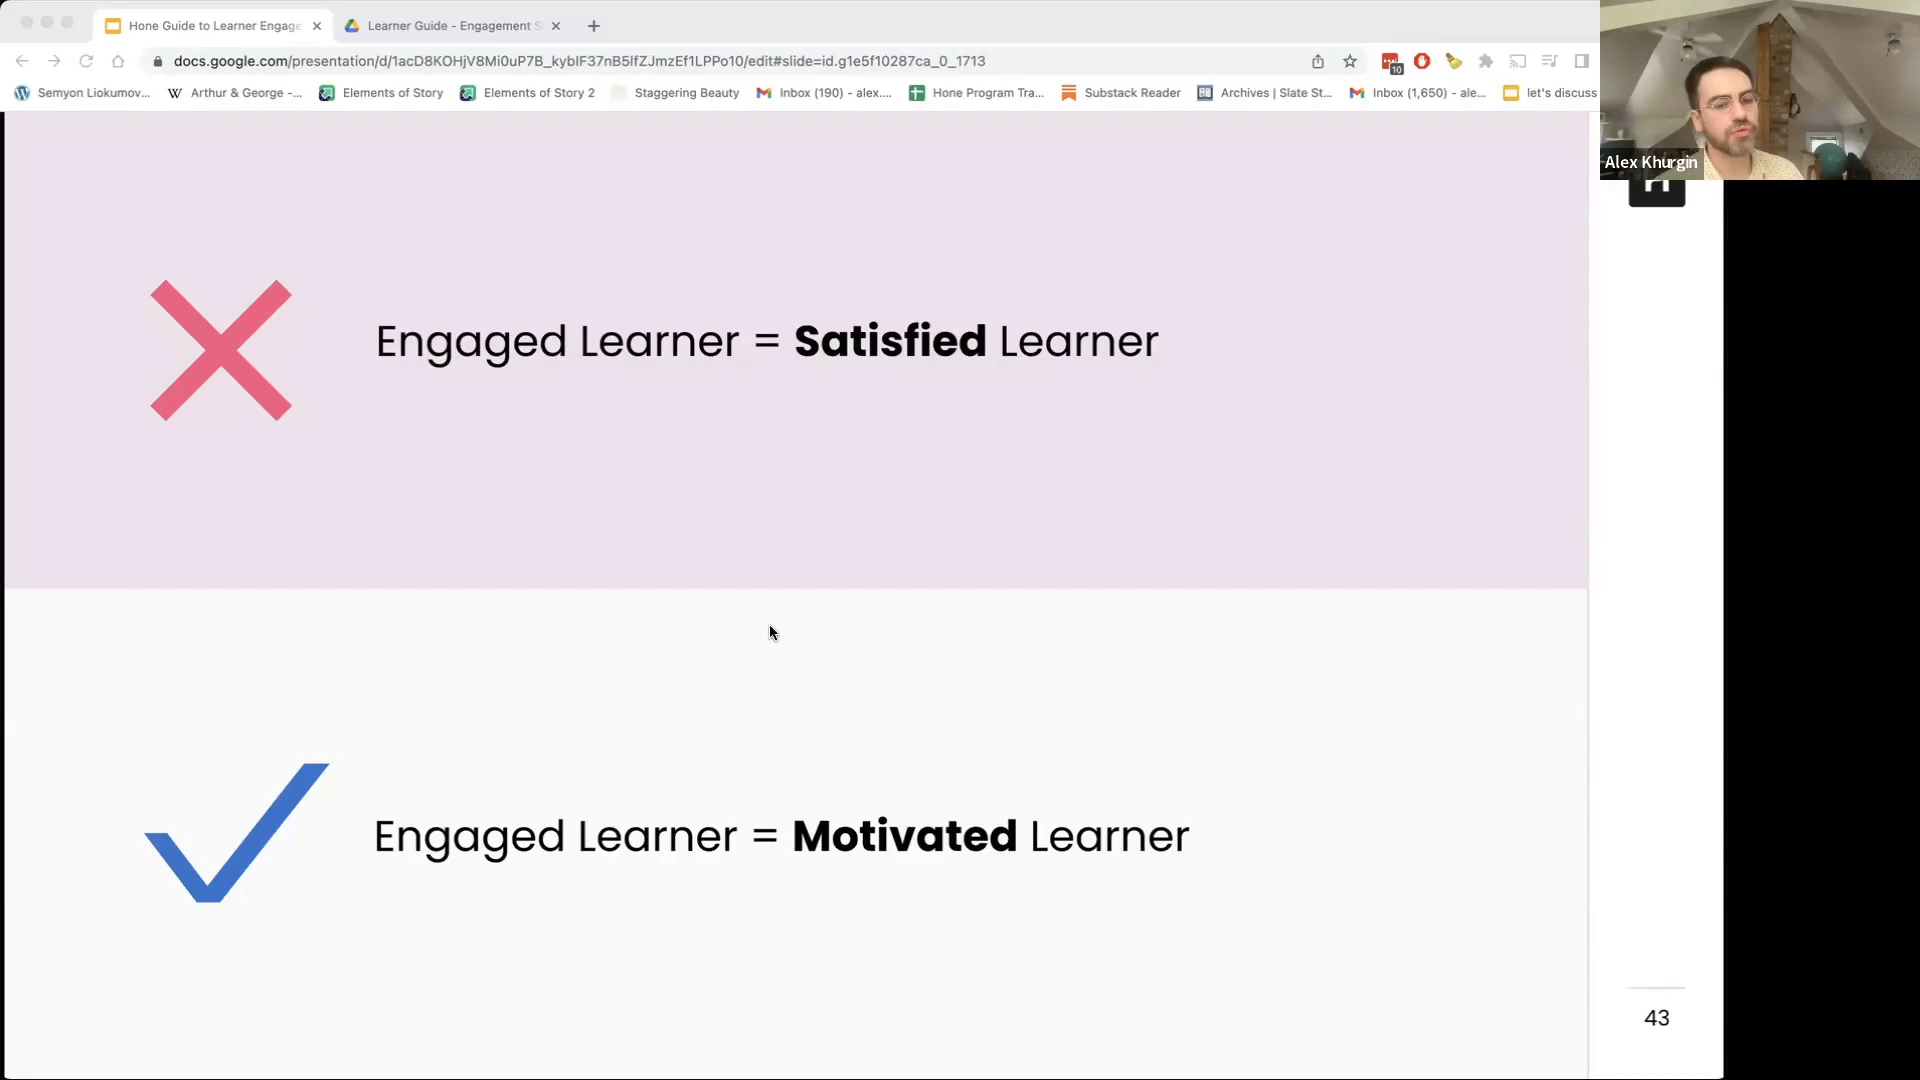 Hone Guide to Learner Engage
Learner Guide - Engagement S
docs.google.com/presentation/d/1acD8KOHjV8Mi0uP7B_kyblF37nB5lfZJmzEf1LPPo10/edit#slide=id.g1e5f10287ca_0_1713
10
Semyon Liokumov...
Arthur & George -...
Elements of Story
Elements of Story 2
Staggering Beauty
Inbox (190) - alex....
Hone Program Tra...
Substack Reader
Archives | Slate St...
Inbox (1,650) - ale...
let's discuss
Alex Khurgin
Engaged Learner = Satisfied Learner
Engaged Learner = Motivated Learner
43